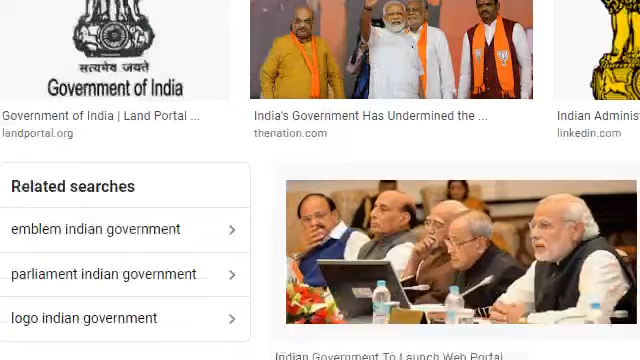 सत्यमेव जयते
Government of India
Government of India | Land Portal ...
landportal.org
India's Government Has Undermined the ...
thenation.com
Indian Adminis
linkedin.com
Related searches
emblem indian government
parliament indian government
logo indian government
Indian Government To Launch Web Portal